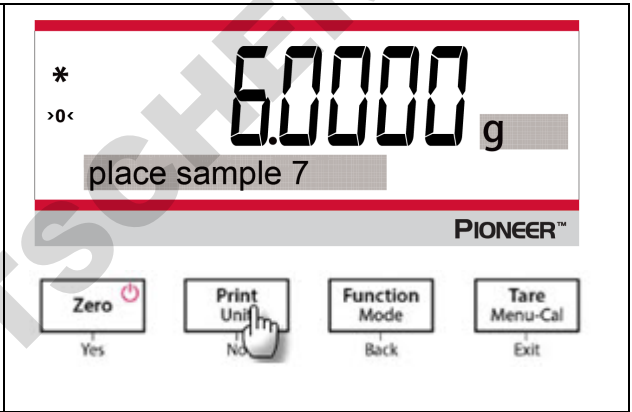 *
6.0000 g
>0<
place sample 7
PIONEER™
Zero Print Function Tare
Unit Mode Menu-Cal
Yes No Back Exit
TSCHEN